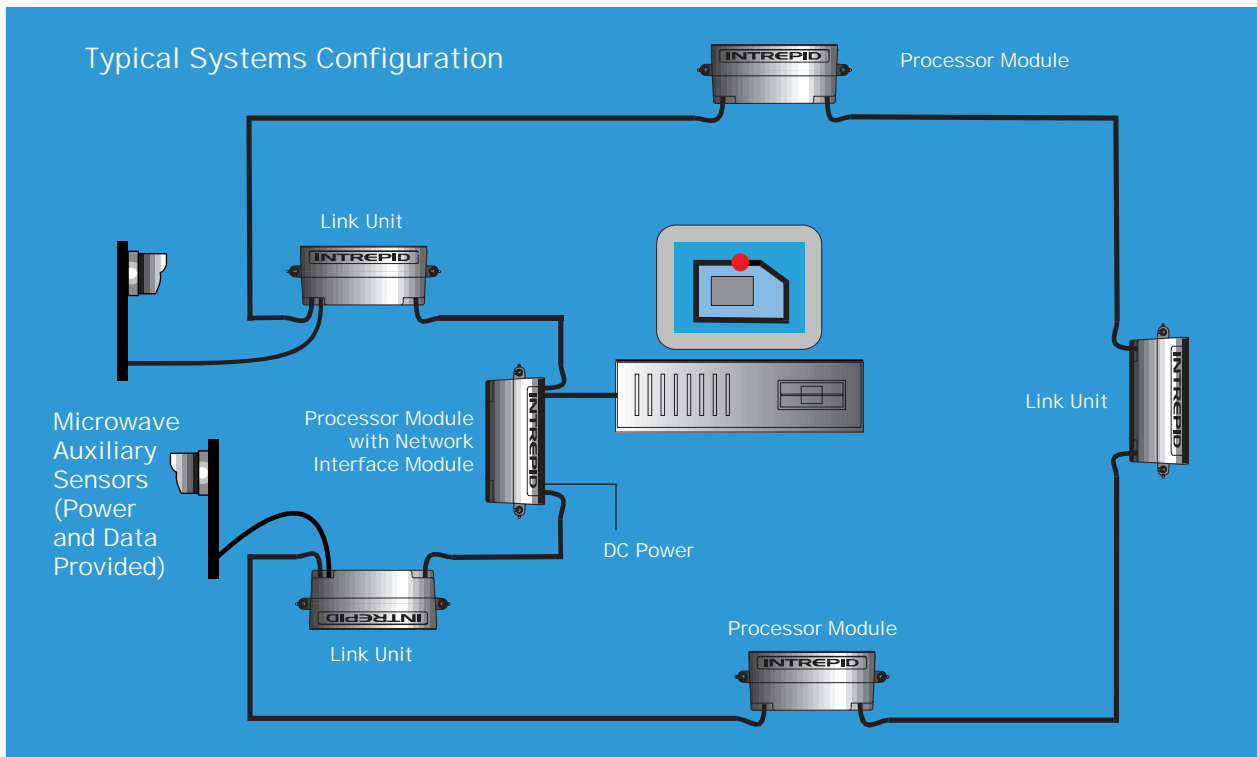 Typical Systems Configuration
INTREPID
Processor Module
Link Unit
INTREPID
Processor Module
with Network
Interface Module
INTREPID
DC Power
INTREPID
Link Unit
Microwave
Auxiliary
Sensors
(Power
and Data
Provided)
INTREPID
Link Unit
Processor Module
INTREPID